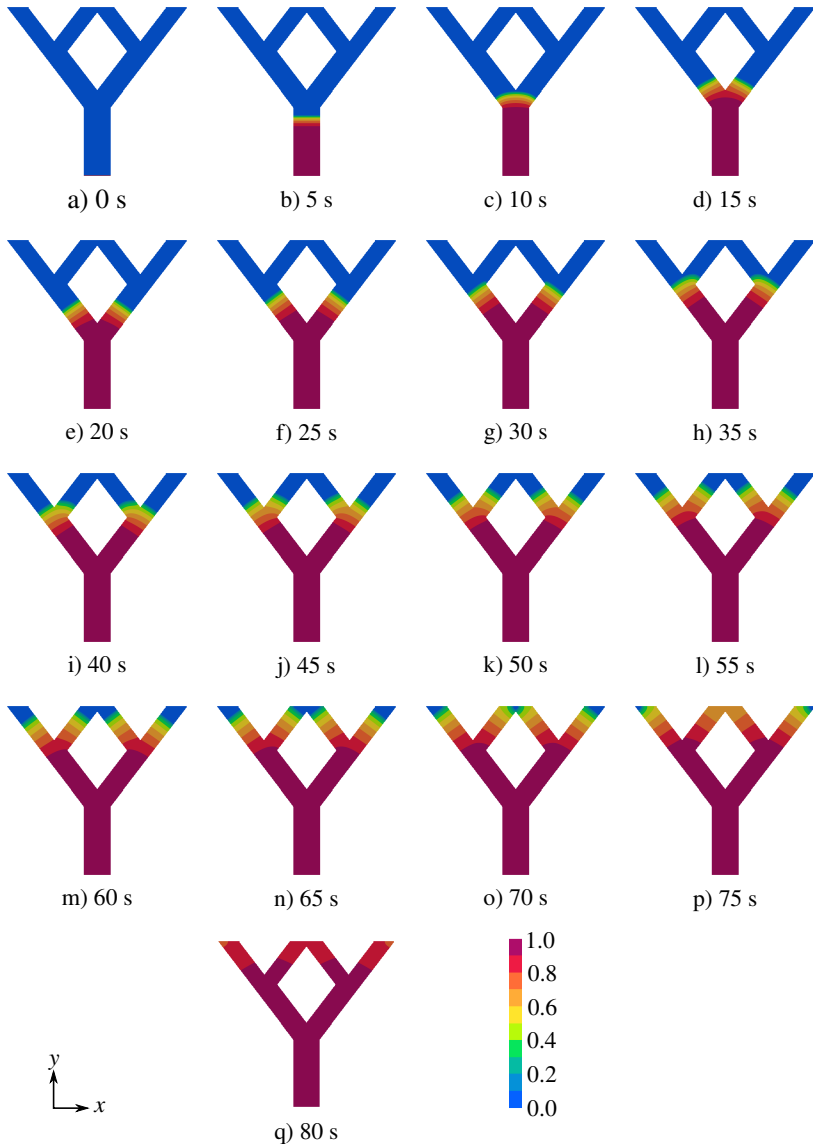 a) 0 s
b) 5 s
c) 10 s
d) 15 s
e) 20 s
f) 25 s
g) 30 s
h) 35 s
i) 40 s
j) 45 s
k) 50 s
l) 55 s
m) 60 s
n) 65 s
o) 70 s
p) 75 s
q) 80 s
y
x
1.0
0.8
0.6
0.4
0.2
0.0